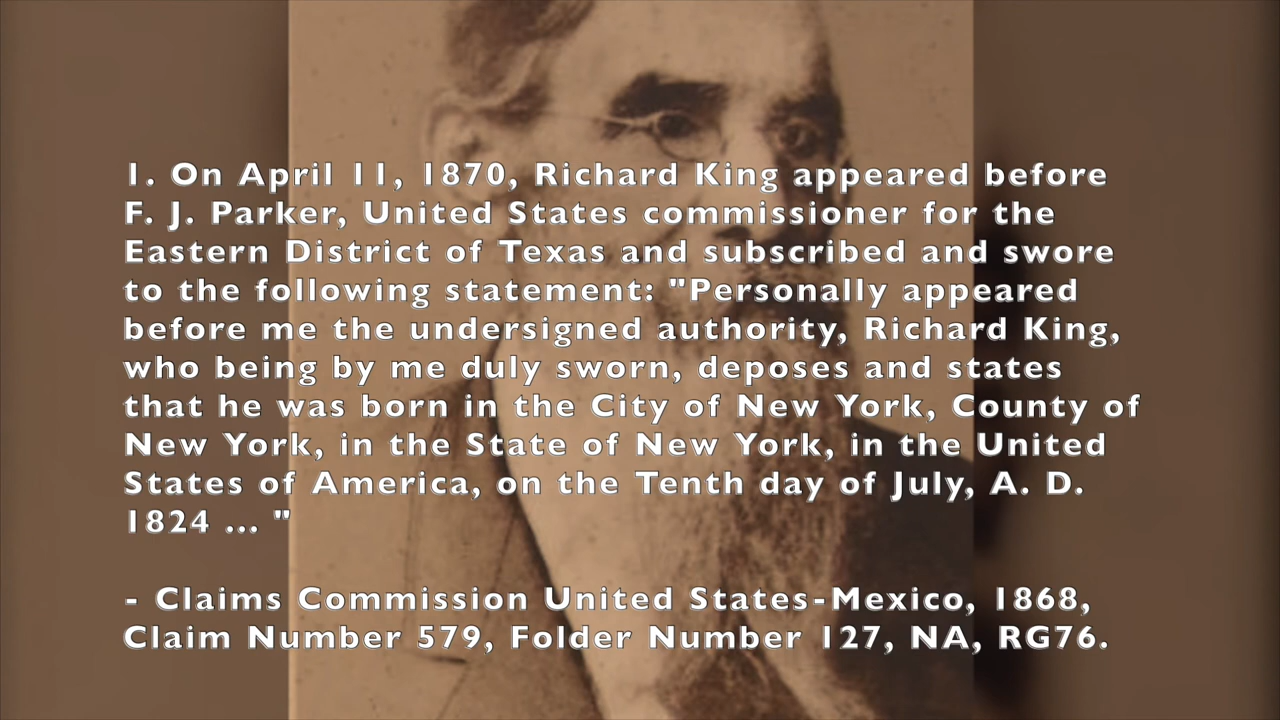 1. On April 11, 1870, Richard King appeared before
F. J. Parker, United States commissioner for the
Eastern District of Texas and subscribed and swore
to the following statement: "Personally appeared
before me the undersigned authority, Richard King,
who being by me duly sworn, deposes and states
that he was born in the City of New York, County of
New York, in the State of New York, in the United
States of America, on the Tenth day of July, A. D.
1824 ... "
- Claims Commission United States-Mexico, 1868,
Claim Number 579, Folder Number 127, NA, RG76.